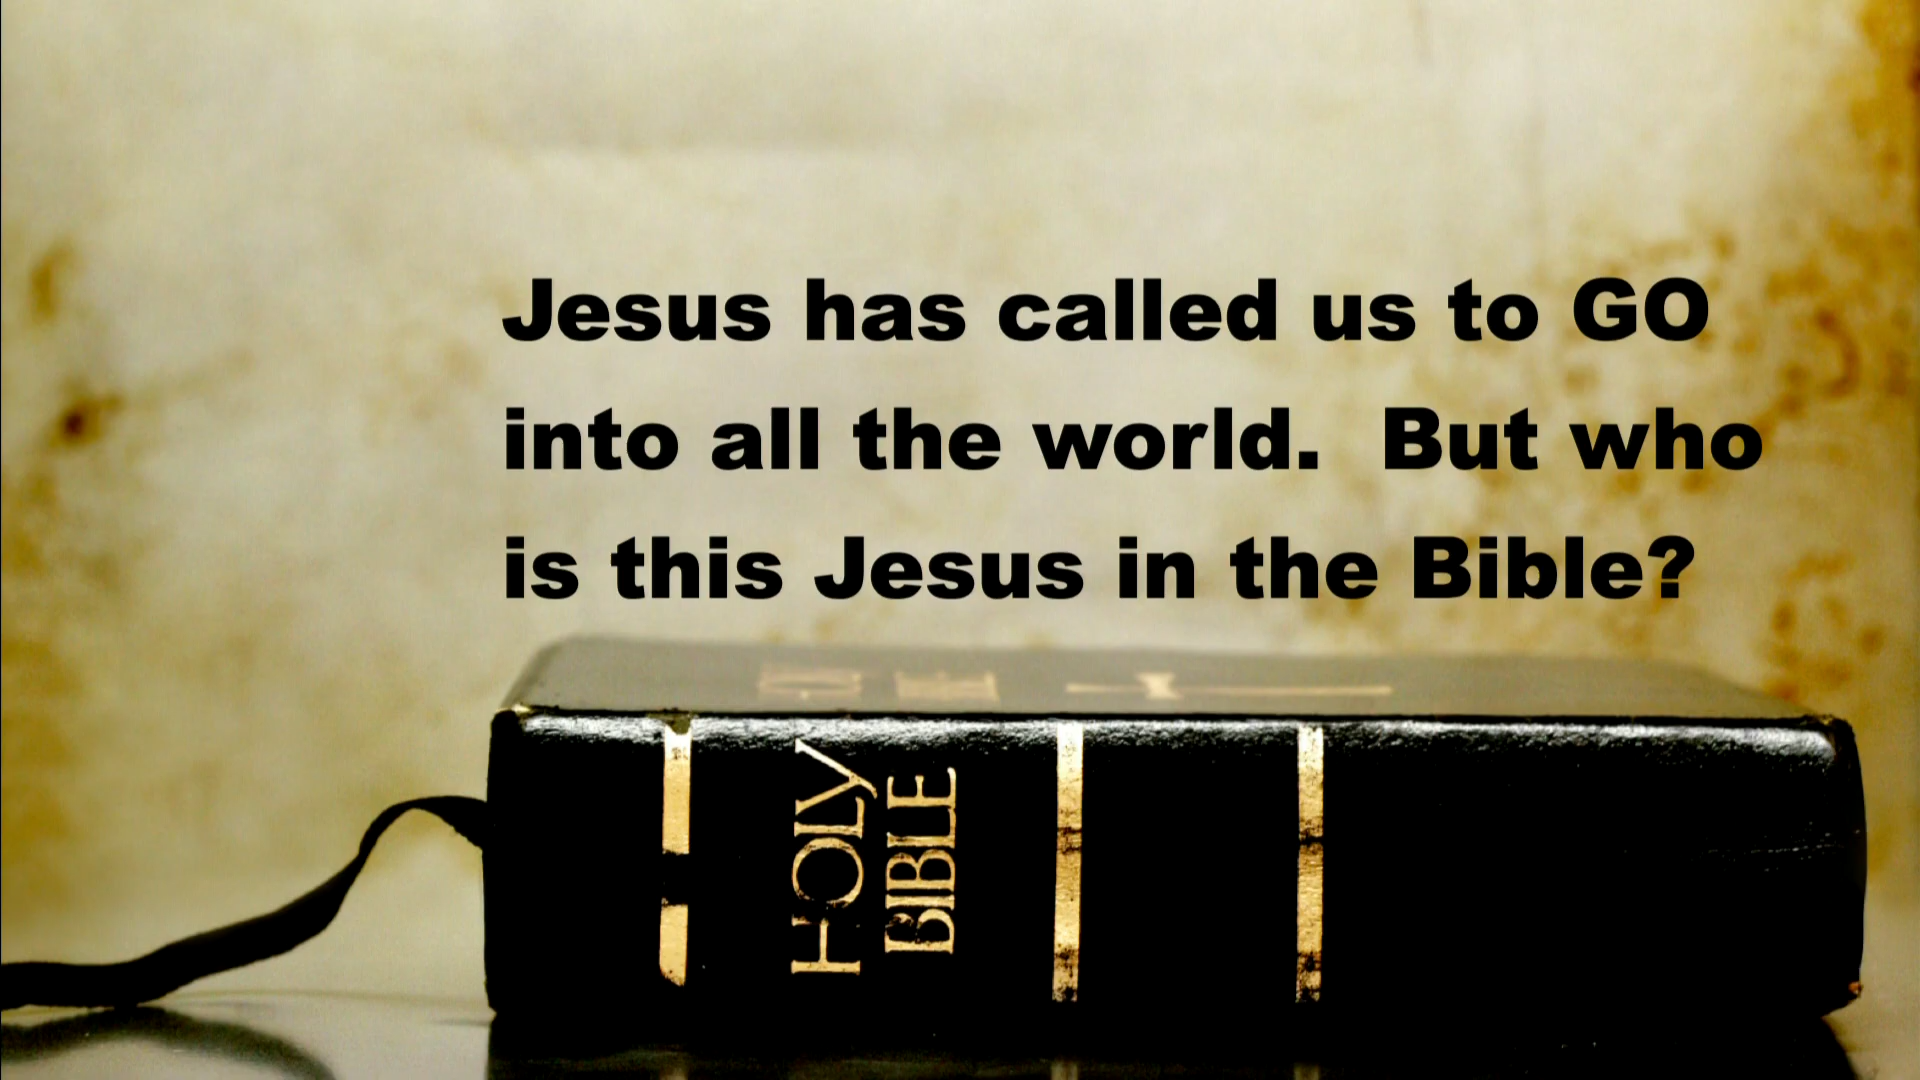 Jesus has called us to GO
into all the world.  But who
is this Jesus in the Bible?
HOLY
BIBLE